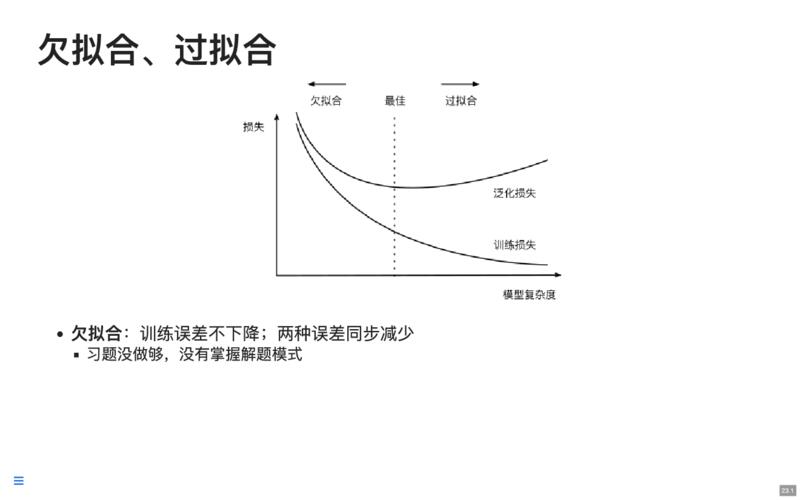 欠拟合、过拟合
欠拟合
最佳
过拟合
损失
泛化损失
训练损失
模型复杂度
欠拟合：训练误差不下降；两种误差同步减少
习题没做够，没有掌握解题模式
23.1